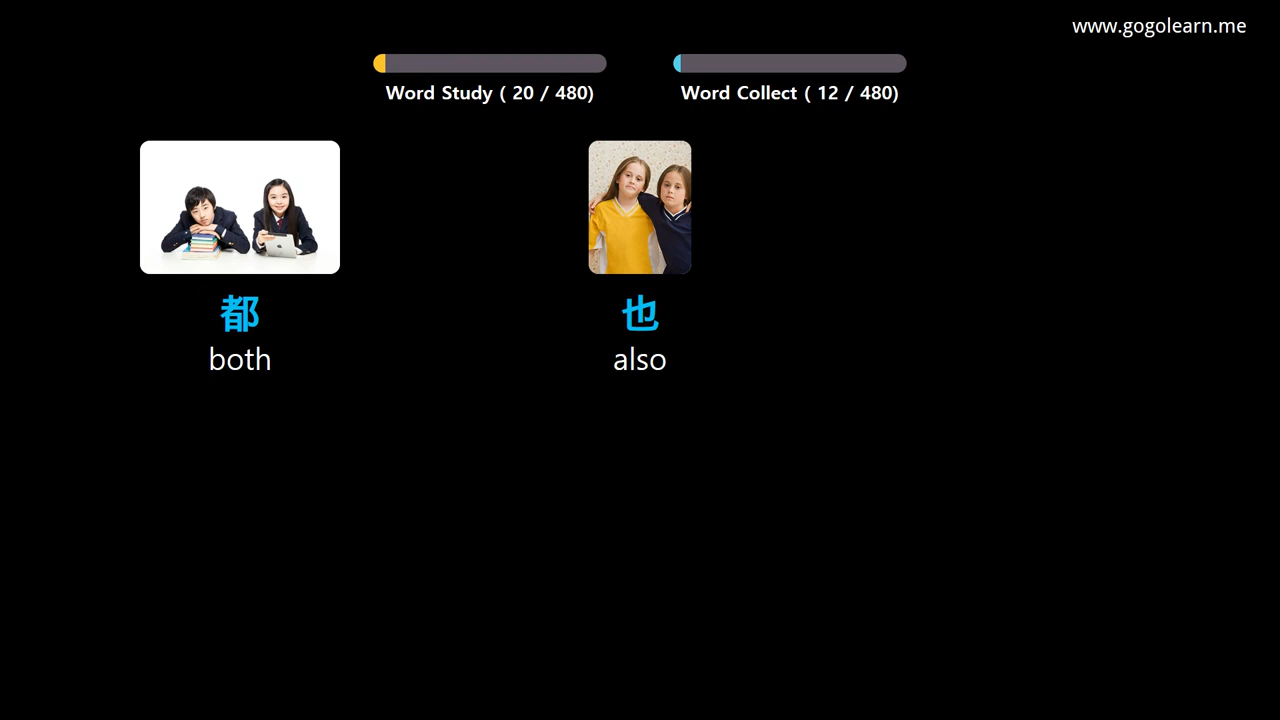 www.gogolearn.me
Word Study ( 20 / 480)
Word Collect ( 12 / 480)
都
both
也
also